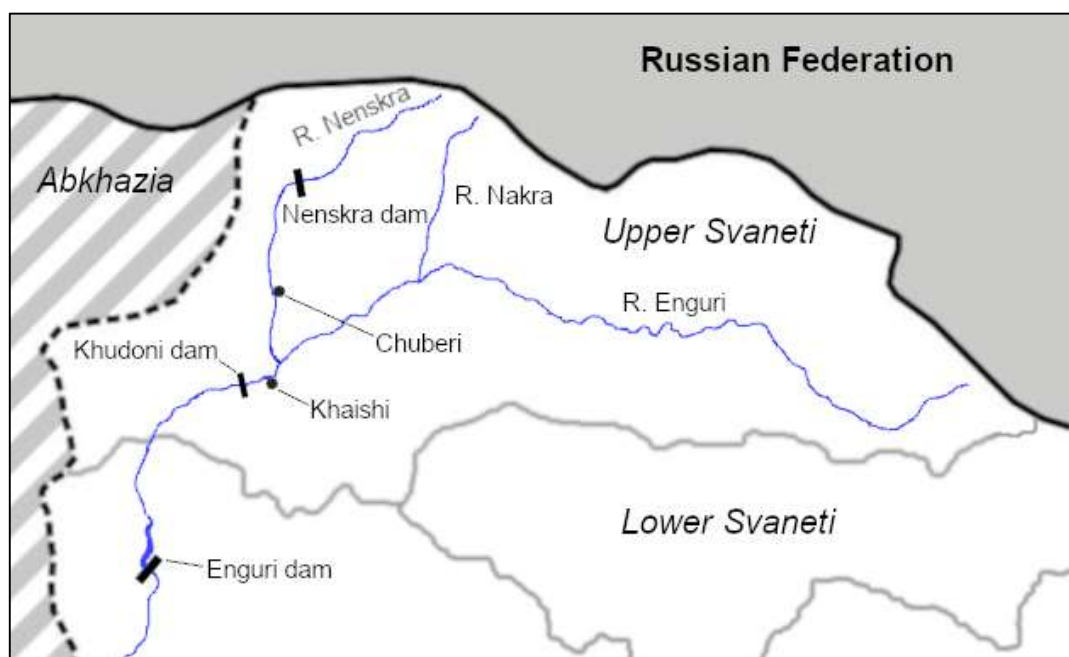 Russian Federation
R. Nenskra
Abkhazia
R. Nakra
Nenskra dam
Upper Svaneti
R. Enguri
Chuberi
Khudoni dam
Khaishi
Lower Svaneti
Enguri dam